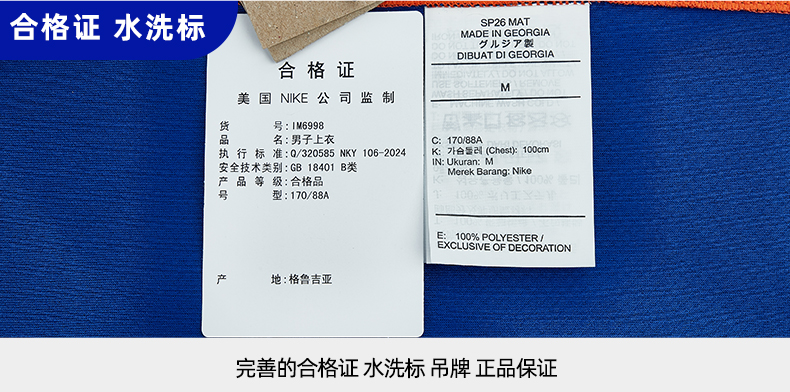 合格证 水洗标
合格证
美国 NIKE 公司监制
货 号: IM6998
品 名: 男子上衣
执行 标准: Q/320585 NKY 106-2024
安全技术类别: GB 18401 B类
产品等级: 合格品
号 型: 170/88A
产 地: 格鲁吉亚
SP26 MAT
MADE IN GEORGIA
グルジア製
DIBUAT DI GEORGIA
M
C: 170/88A
K: 가슴둘레 (Chest): 100cm
IN: Ukuran: M
Merek Barang: Nike
E: 100% POLYESTER /
EXCLUSIVE OF DECORATION
完善的合格证 水洗标 吊牌 正品保证